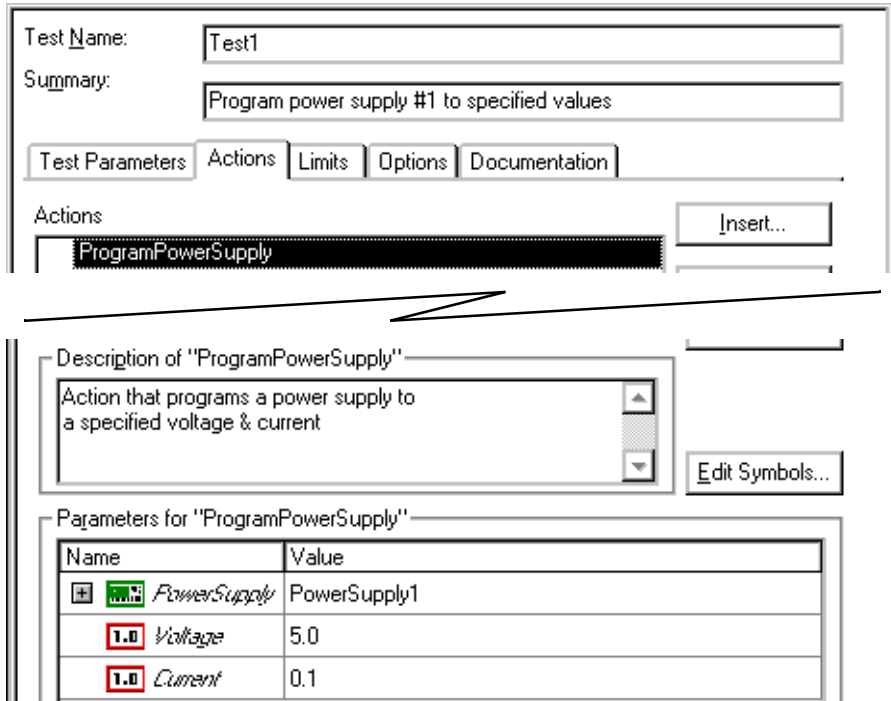 Test Name: Test1
Summary: Program power supply #1 to specified values
Test Parameters Actions Limits Options Documentation
Actions Insert...
ProgramPowerSupply
Description of "ProgramPowerSupply"
Action that programs a power supply to
a specified voltage & current
Edit Symbols...
Parameters for "ProgramPowerSupply"
Name Value
PowerSupply PowerSupply1
1.0 Voltage 5.0
1.0 Current 0.1